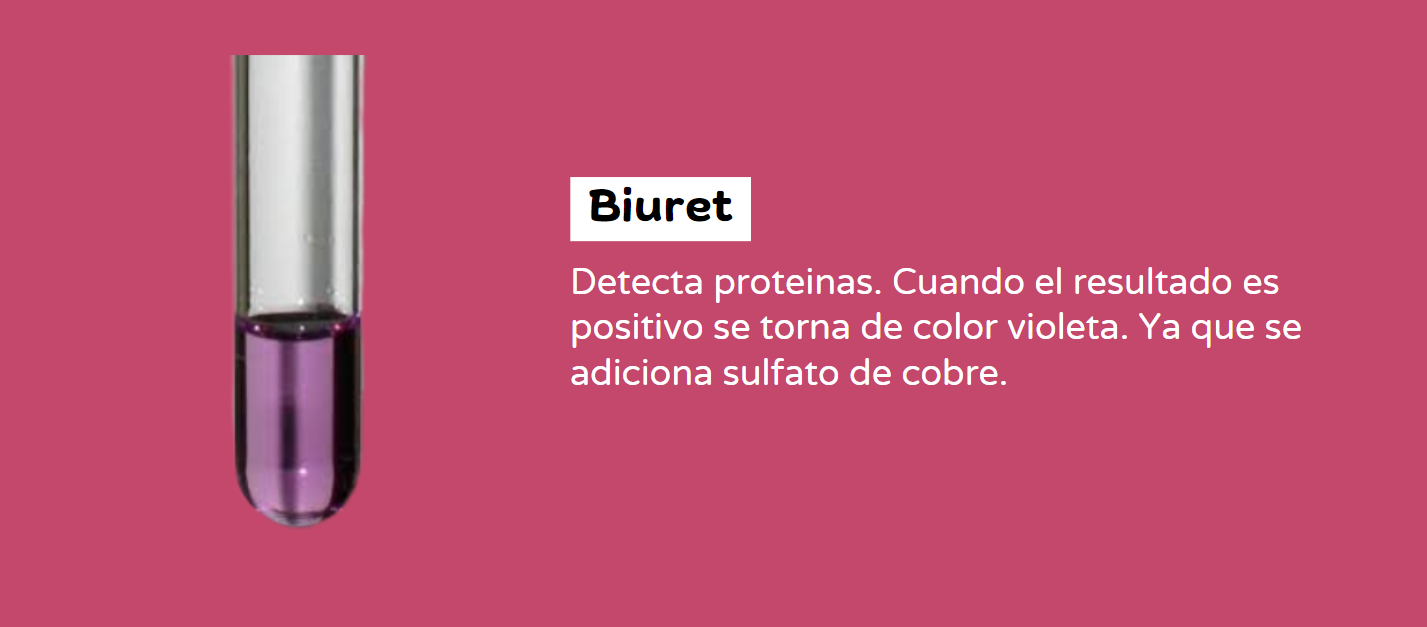 Biuret
Detecta proteinas. Cuando el resultado es
positivo se torna de color violeta. Ya que se
adiciona sulfato de cobre.